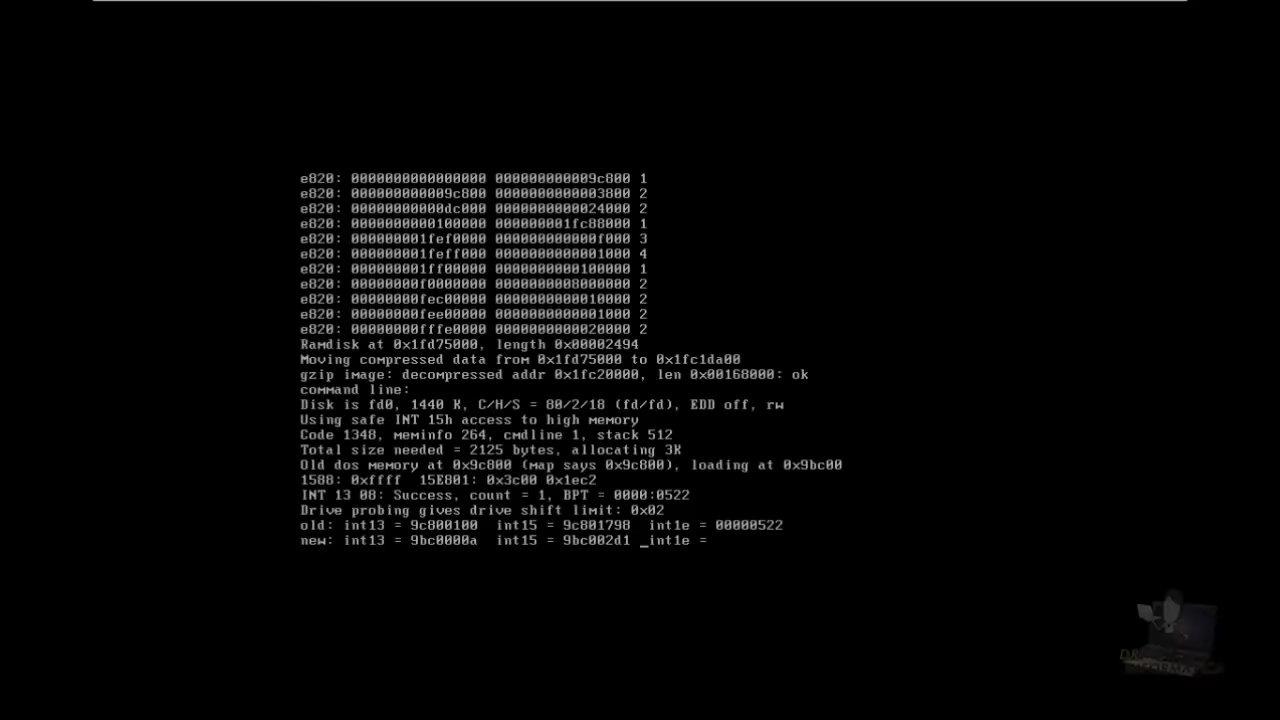 e820: 0000000000000000 000000000009c800 1
e820: 000000000009c800 0000000000003800 2
e820: 00000000000dc000 0000000000024000 2
e820: 0000000000100000 000000001fc88000 1
e820: 000000001fef0000 000000000000f000 3
e820: 000000001feff000 0000000000001000 4
e820: 000000001ff00000 0000000000100000 1
e820: 00000000f0000000 0000000008000000 2
e820: 00000000fec00000 0000000000010000 2
e820: 00000000fee00000 0000000000001000 2
e820: 00000000fffe0000 0000000000020000 2
Ramdisk at 0x1fd75000, length 0x00002494
Moving compressed data from 0x1fd75000 to 0x1fc1da00
gzip image: decompressed addr 0x1fc20000, len 0x00168000: ok
command line:
Disk is fd0, 1440 K, C/H/S = 80/2/18 (fd/fd), EDD off, rw
Using safe INT 15h access to high memory
Code 1348, meminfo 264, cmdline 1, stack 512
Total size needed = 2125 bytes, allocating 3K
Old dos memory at 0x9c800 (map says 0x9c800), loading at 0x9bc00
1588: 0xffff  15E801: 0x3c00 0x1ec2
INT 13 08: Success, count = 1, BPT = 0000:0522
Drive probing gives drive shift limit: 0x02
old: int13 = 9c800100  int15 = 9c801798  int1e = 00000522
new: int13 = 9bc0000a  int15 = 9bc002d1 _int1e =